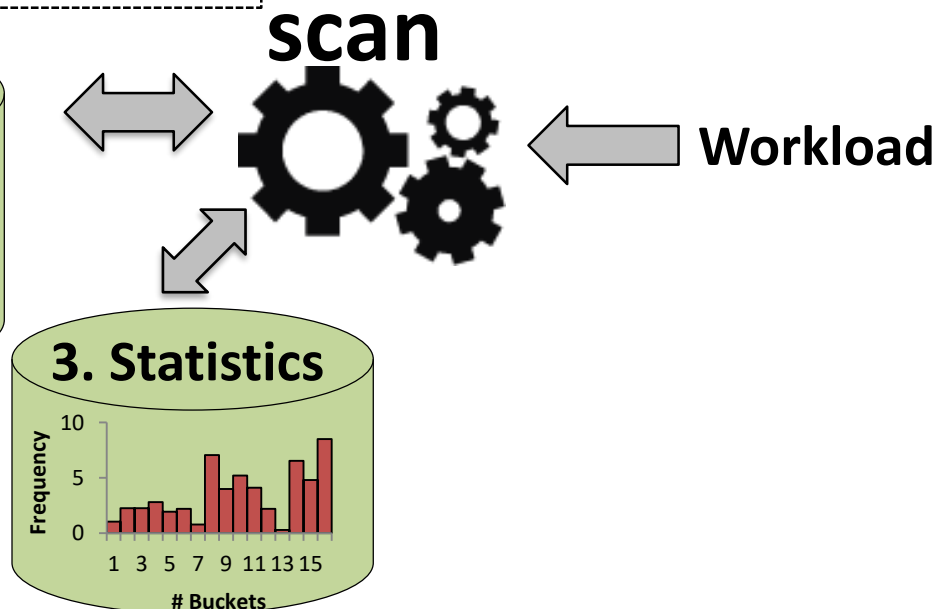 scan
Workload
3. Statistics
Frequency
10
5
0
1 3 5 7 9 11 13 15
# Buckets